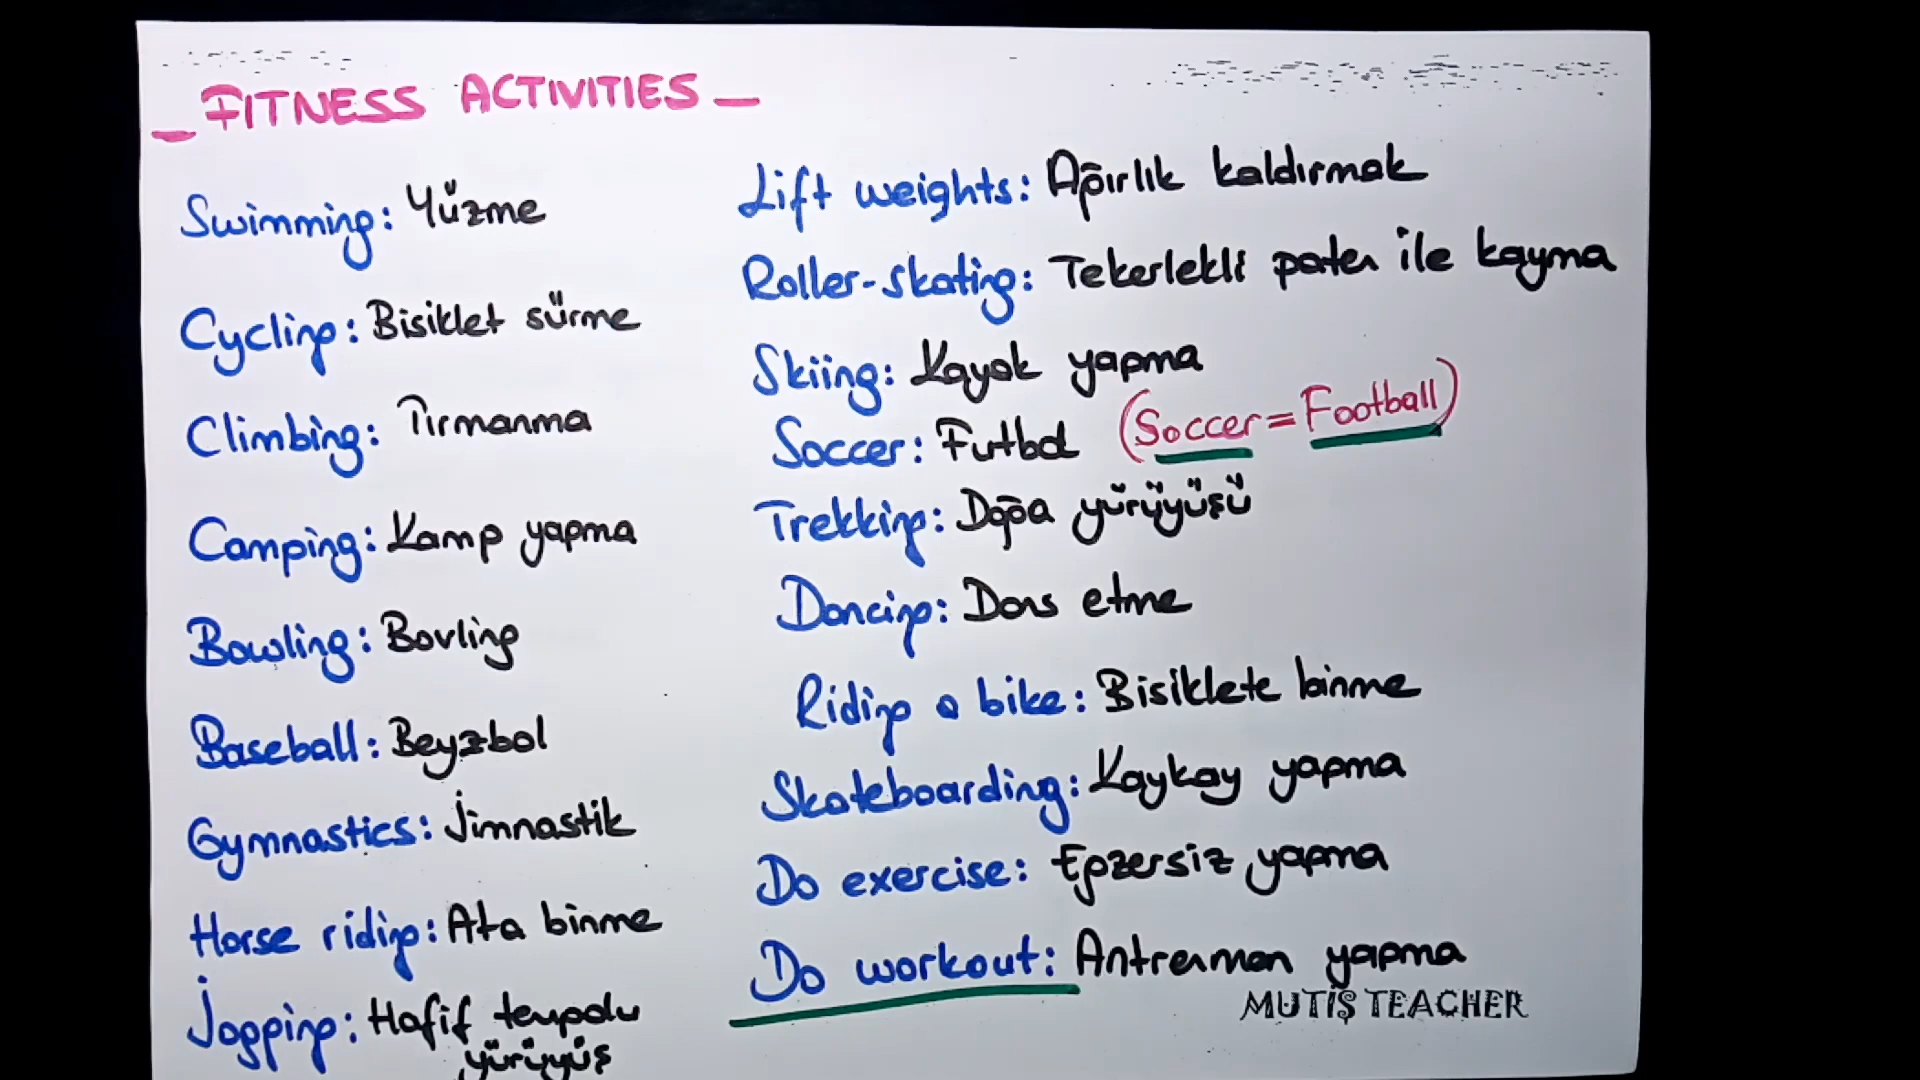 _ FITNESS ACTIVITIES _
Swimming: Yüzme
Cycling: Bisiklet sürme
Climbing: Tırmanma
Camping: Kamp yapma
Bowling: Bovling
Baseball: Beyzbol
Gymnastics: Jimnastik
Horse riding: Ata binme
Jogging: Hafif tempolu
yürüyüş
Lift weights: Ağırlık kaldırmak
Roller-skating: Tekerlekli paten ile kayma
Skiing: Kayak yapma
Soccer: Futbol (Soccer = Football)
Trekking: Doğa yürüyüşü
Dancing: Dans etme
Riding a bike: Bisiklete binme
Skateboarding: Kaykay yapma
Do exercise: Egzersiz yapma
Do workout: Antrenman yapma
MUTİŞ TEACHER